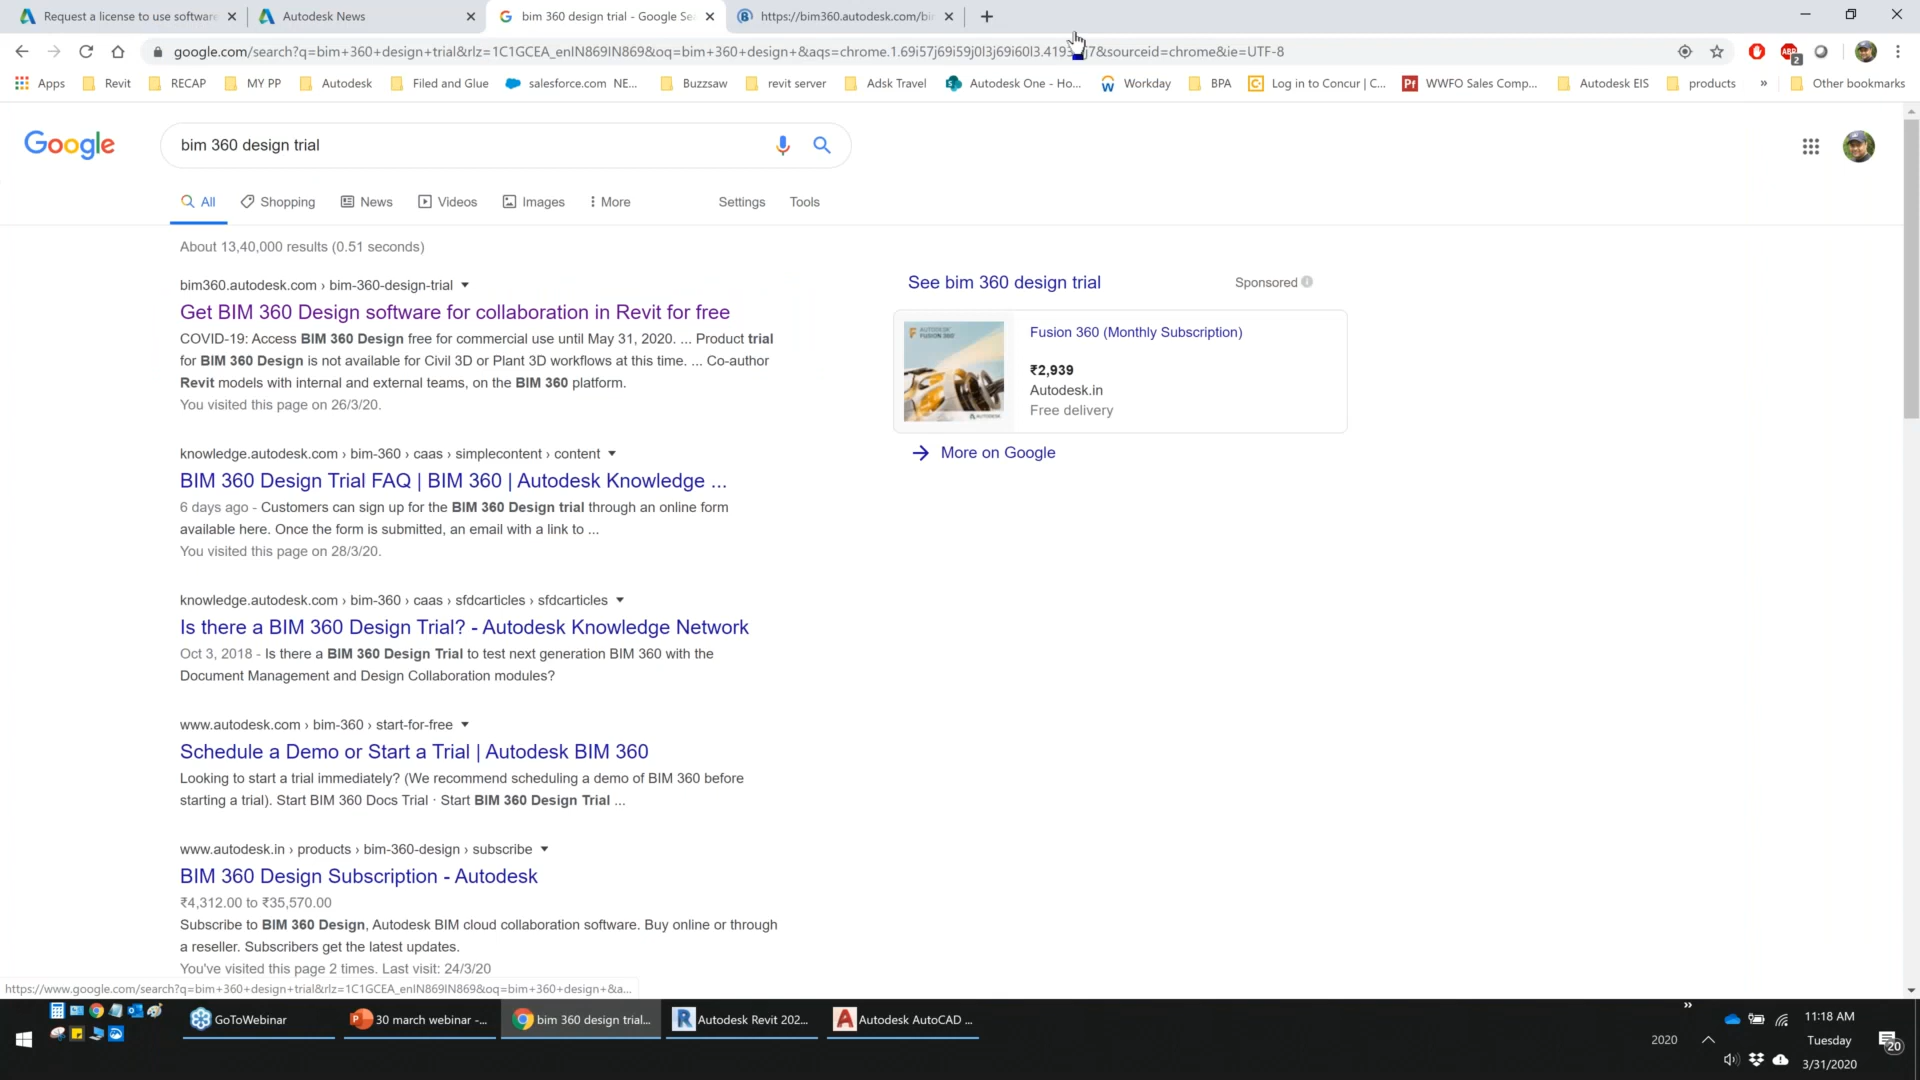 Request a license to use software
Autodesk News
bim 360 design trial - Google Se
https://bim360.autodesk.com/bi
google.com/search?q=bim+360+design+trial&rlz=1C1GCEA_enIN869IN869&oq=bim+360+design+&aqs=chrome.1.69i57j69i59j0l3j69i60l3.419 j7&sourceid=chrome&ie=UTF-8
ABP
2
Apps
Revit
RECAP
MY PP
Autodesk
Filed and Glue
salesforce.com NE...
Buzzsaw
revit server
Adsk Travel
Autodesk One - Ho...
Workday
BPA
Log in to Concur | C...
WWFO Sales Comp...
Autodesk EIS
products
»
Other bookmarks
Google
bim 360 design trial
All
Shopping
News
Videos
Images
More
Settings
Tools
About 13,40,000 results (0.51 seconds)
bim360.autodesk.com › bim-360-design-trial
Get BIM 360 Design software for collaboration in Revit for free
COVID-19: Access BIM 360 Design free for commercial use until May 31, 2020. ... Product trial
for BIM 360 Design is not available for Civil 3D or Plant 3D workflows at this time. ... Co-author
Revit models with internal and external teams, on the BIM 360 platform.
You visited this page on 26/3/20.
knowledge.autodesk.com › bim-360 › caas › simplecontent › content
BIM 360 Design Trial FAQ | BIM 360 | Autodesk Knowledge ...
6 days ago - Customers can sign up for the BIM 360 Design trial through an online form
available here. Once the form is submitted, an email with a link to ...
You visited this page on 28/3/20.
knowledge.autodesk.com › bim-360 › caas › sfdcarticles › sfdcarticles
Is there a BIM 360 Design Trial? - Autodesk Knowledge Network
Oct 3, 2018 - Is there a BIM 360 Design Trial to test next generation BIM 360 with the
Document Management and Design Collaboration modules?
www.autodesk.com › bim-360 › start-for-free
Schedule a Demo or Start a Trial | Autodesk BIM 360
Looking to start a trial immediately? (We recommend scheduling a demo of BIM 360 before
starting a trial). Start BIM 360 Docs Trial · Start BIM 360 Design Trial ...
www.autodesk.in › products › bim-360-design › subscribe
BIM 360 Design Subscription - Autodesk
₹4,312.00 to ₹35,570.00
Subscribe to BIM 360 Design, Autodesk BIM cloud collaboration software. Buy online or through
a reseller. Subscribers get the latest updates.
You've visited this page 2 times. Last visit: 24/3/20
See bim 360 design trial
Sponsored
AUTODESK
FUSION 360
AUTODESK
Fusion 360 (Monthly Subscription)
₹2,939
Autodesk.in
Free delivery
More on Google
https://www.google.com/search?q=bim+360+design+trial&rlz=1C1GCEA_enIN869IN869&oq=bim+360+design+&a...
GoToWebinar
30 march webinar -...
bim 360 design trial...
Autodesk Revit 202...
Autodesk AutoCAD ...
»
2020
11:18 AM
Tuesday
3/31/2020
20